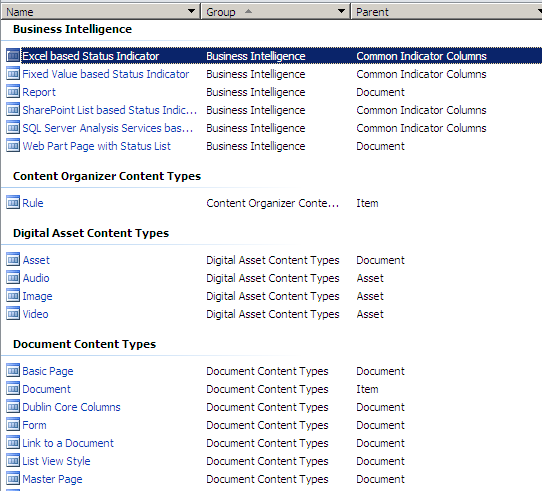 Name Group Parent
Business Intelligence
Excel based Status Indicator Business Intelligence Common Indicator Columns
Fixed Value based Status Indicator Business Intelligence Common Indicator Columns
Report Business Intelligence Document
SharePoint List based Status Indic... Business Intelligence Common Indicator Columns
SQL Server Analysis Services bas... Business Intelligence Common Indicator Columns
Web Part Page with Status List Business Intelligence Document
Content Organizer Content Types
Rule Content Organizer Conte... Item
Digital Asset Content Types
Asset Digital Asset Content Types Document
Audio Digital Asset Content Types Asset
Image Digital Asset Content Types Asset
Video Digital Asset Content Types Asset
Document Content Types
Basic Page Document Content Types Document
Document Document Content Types Item
Dublin Core Columns Document Content Types Document
Form Document Content Types Document
Link to a Document Document Content Types Document
List View Style Document Content Types Document
Master Page Document Content Types Document